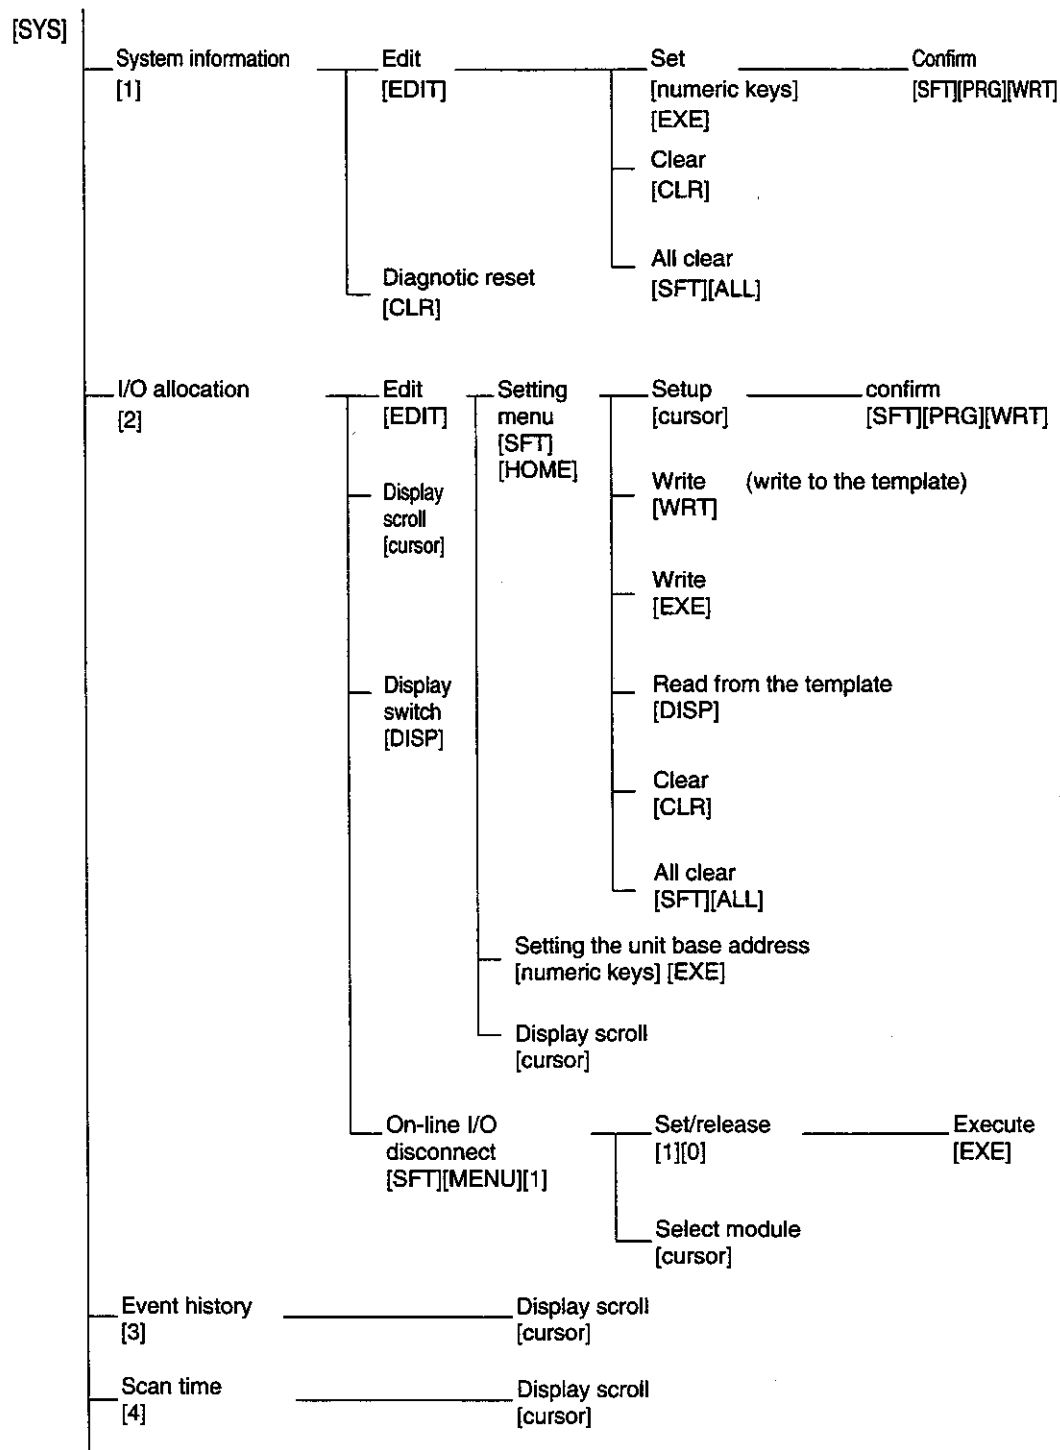 [SYS]
System information Edit Set Confirm
[1] [EDIT] [numeric keys] [SFT][PRG][WRT]
[EXE]
Clear
[CLR]
All clear
Diagnotic reset [SFT][ALL]
[CLR]
I/O allocation Edit Setting Setup confirm
[2] [EDIT] menu [cursor] [SFT][PRG][WRT]
[SFT]
[HOME]
Display Write (write to the template)
scroll [WRT]
[cursor]
Write
[EXE]
Display Read from the template
switch [DISP]
[DISP]
Clear
[CLR]
All clear
[SFT][ALL]
Setting the unit base address
[numeric keys] [EXE]
Display scroll
[cursor]
On-line I/O Set/release Execute
disconnect [1][0] [EXE]
[SFT][MENU][1]
Select module
[cursor]
Event history Display scroll
[3] [cursor]
Scan time Display scroll
[4] [cursor]